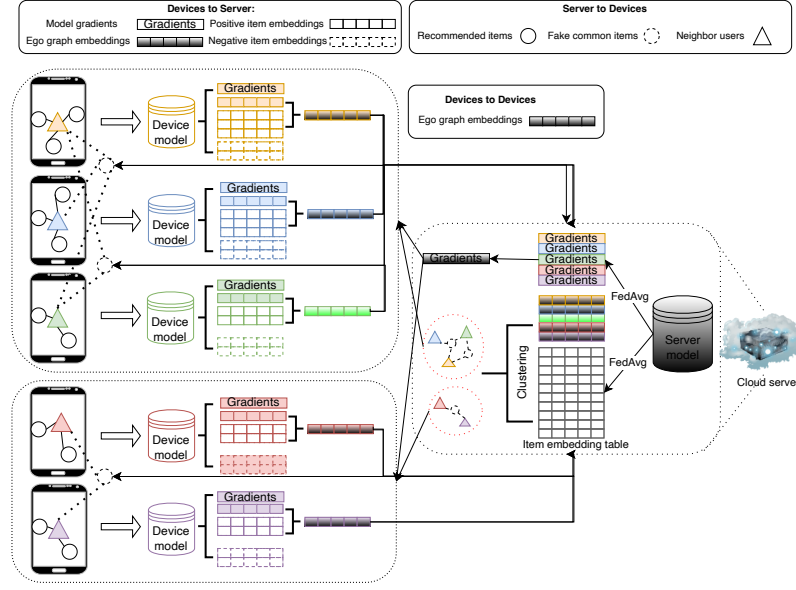 Devices to Server:
Model gradients
Gradients
Positive item embeddings
Ego graph embeddings
Negative item embeddings
Server to Devices
Recommended items
Fake common items
Neighbor users
Devices to Devices
Ego graph embeddings
Gradients
Device
model
Gradients
Device
model
Gradients
Device
model
Gradients
Device
model
Gradients
Device
model
Gradients
Gradients
Gradients
Gradients
Gradients
Gradients
FedAvg
FedAvg
Clustering
Item embedding table
Server
model
Cloud server